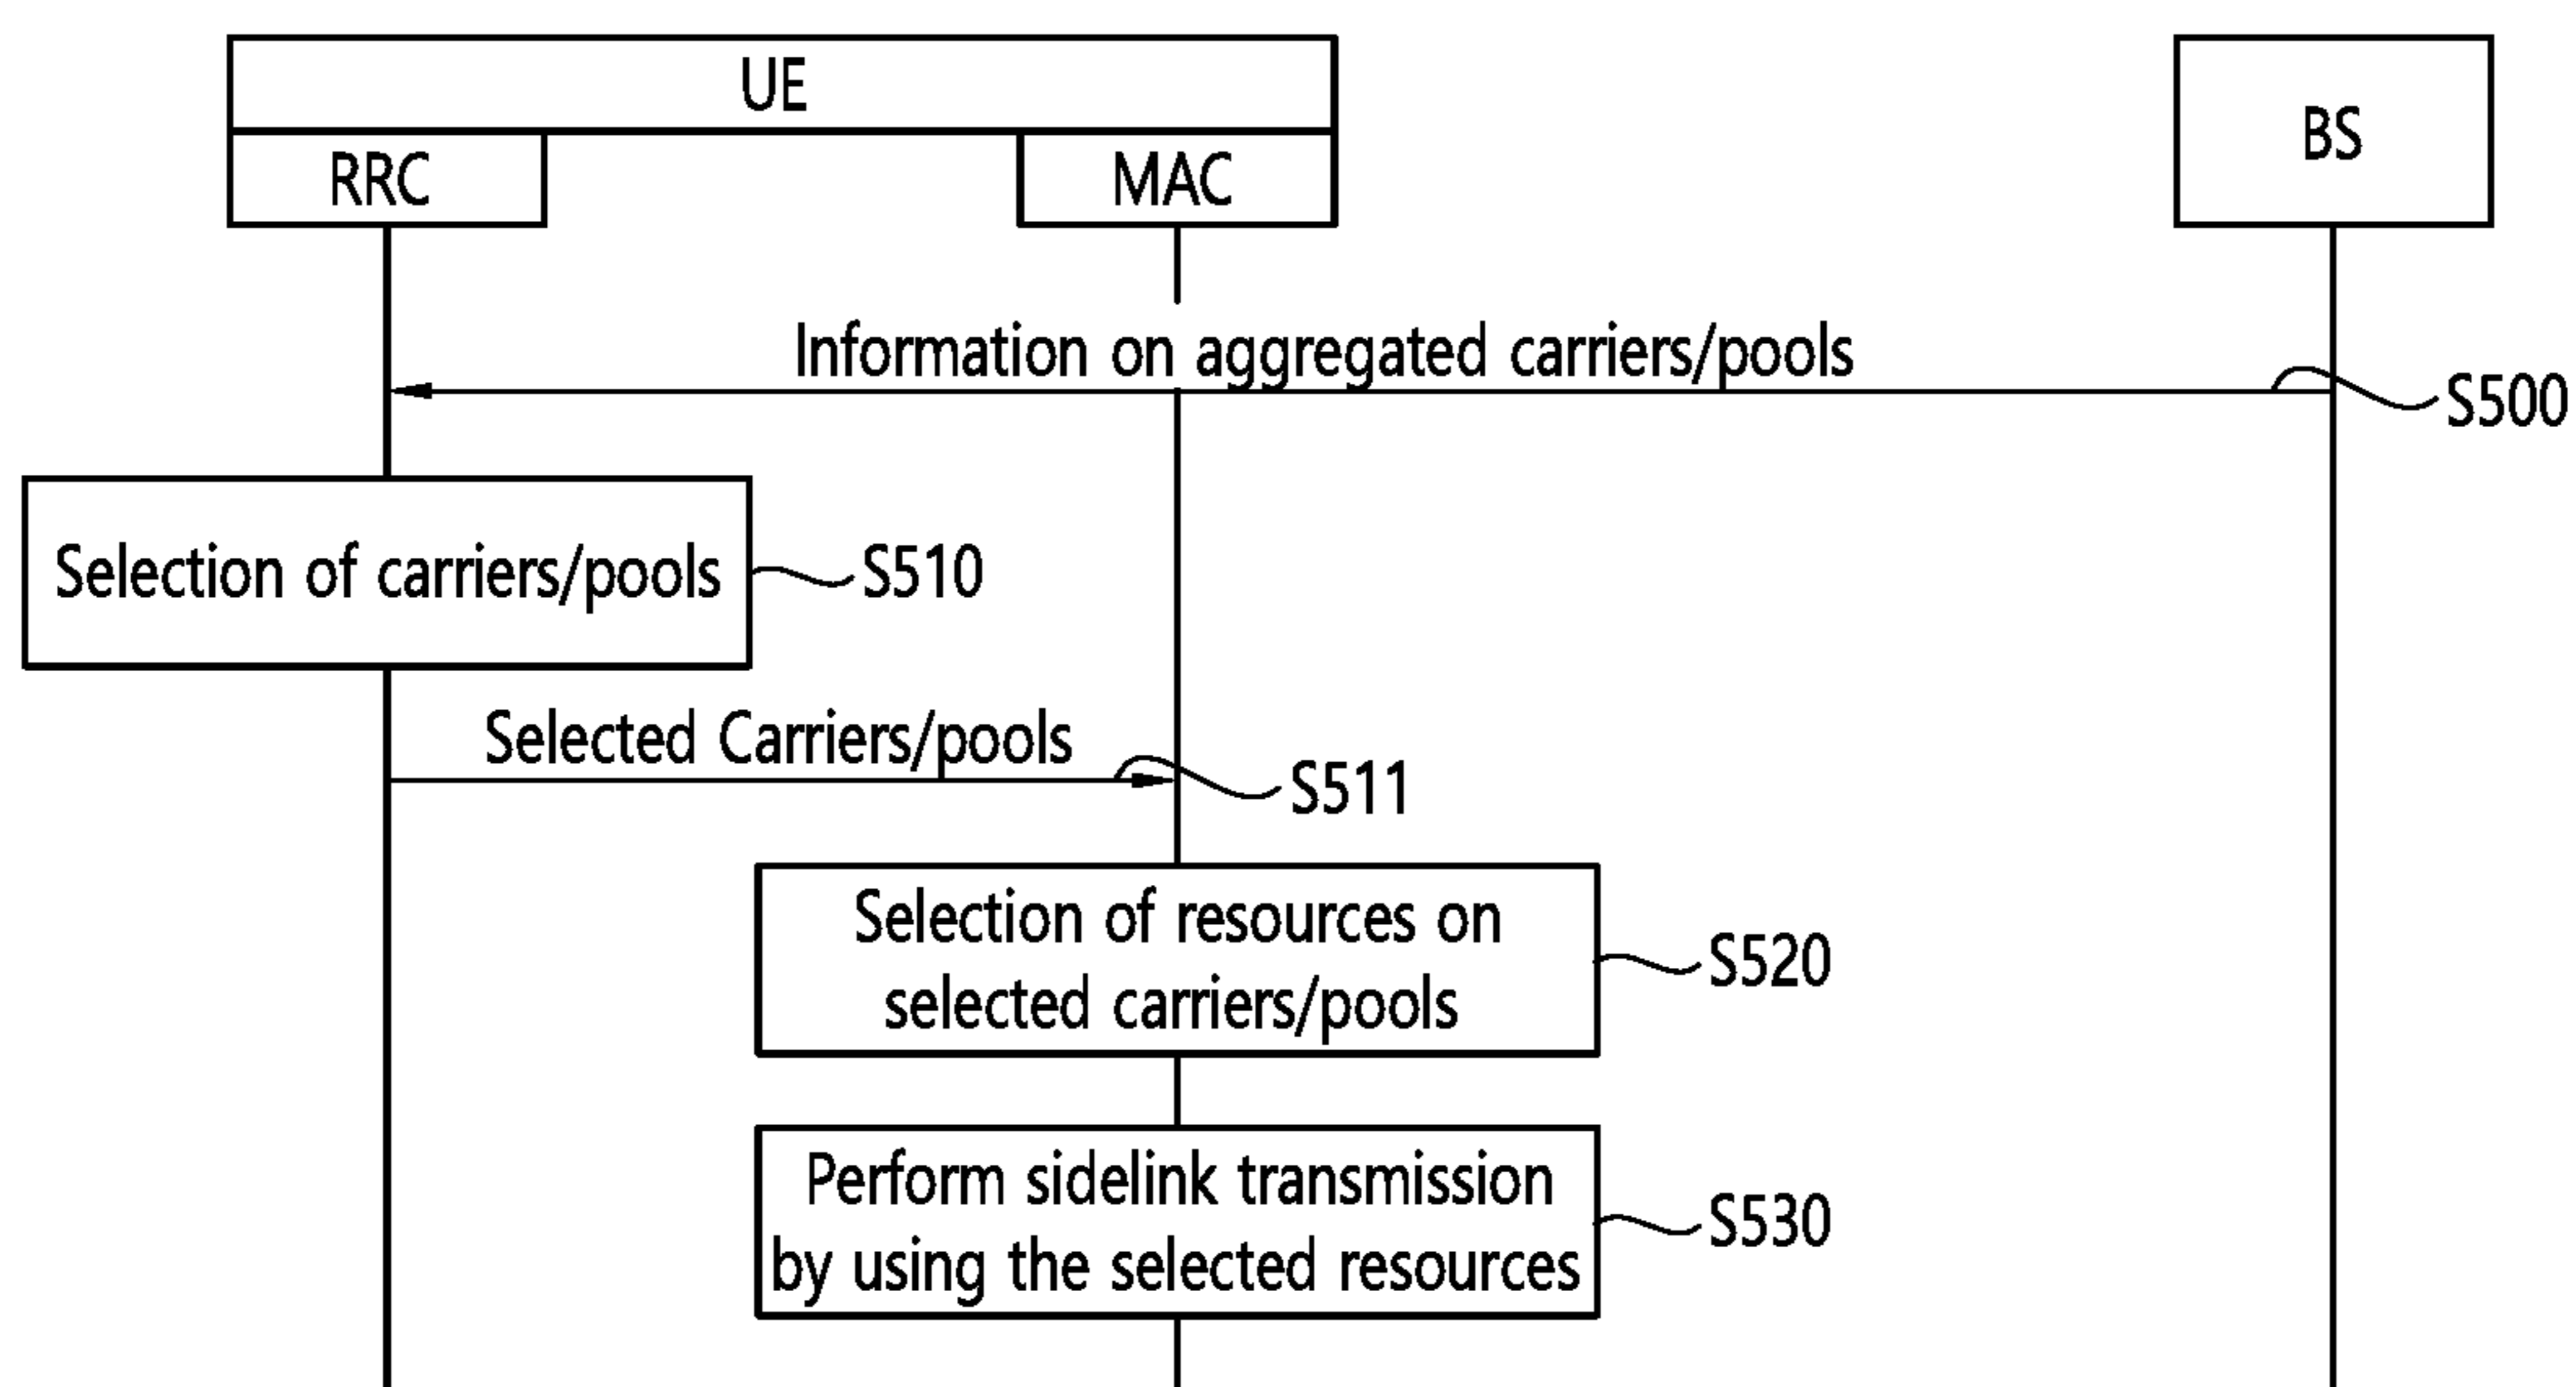 UE
BS
RRC
MAC
Information on aggregated carriers/pools
S500
Selection of carriers/pools
S510
Selected Carriers/pools
S511
Selection of resources on
selected carriers/pools
S520
Perform sidelink transmission
by using the selected resources
S530